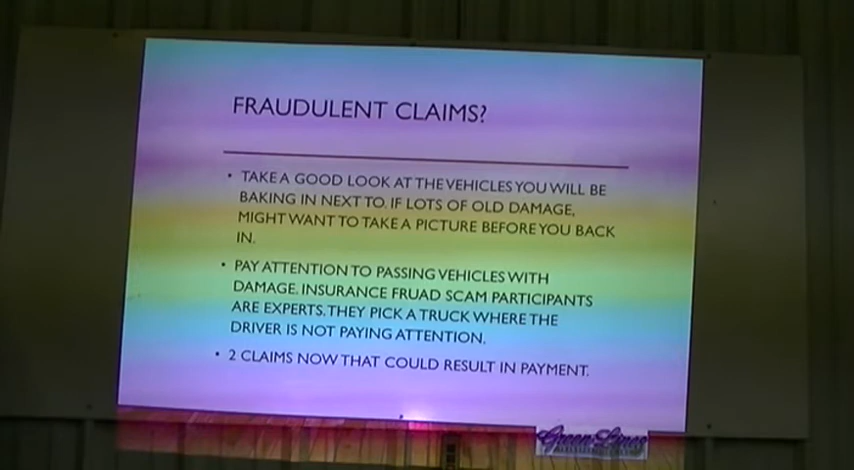 FRAUDULENT CLAIMS?
• TAKE A GOOD LOOK AT THE VEHICLES YOU WILL BE
BAKING IN NEXT TO. IF LOTS OF OLD DAMAGE,
MIGHT WANT TO TAKE A PICTURE BEFORE YOU BACK
IN.
• PAY ATTENTION TO PASSING VEHICLES WITH
DAMAGE. INSURANCE FRUAD SCAM PARTICIPANTS
ARE EXPERTS. THEY PICK A TRUCK WHERE THE
DRIVER IS NOT PAYING ATTENTION.
• 2 CLAIMS NOW THAT COULD RESULT IN PAYMENT.
Green Lines